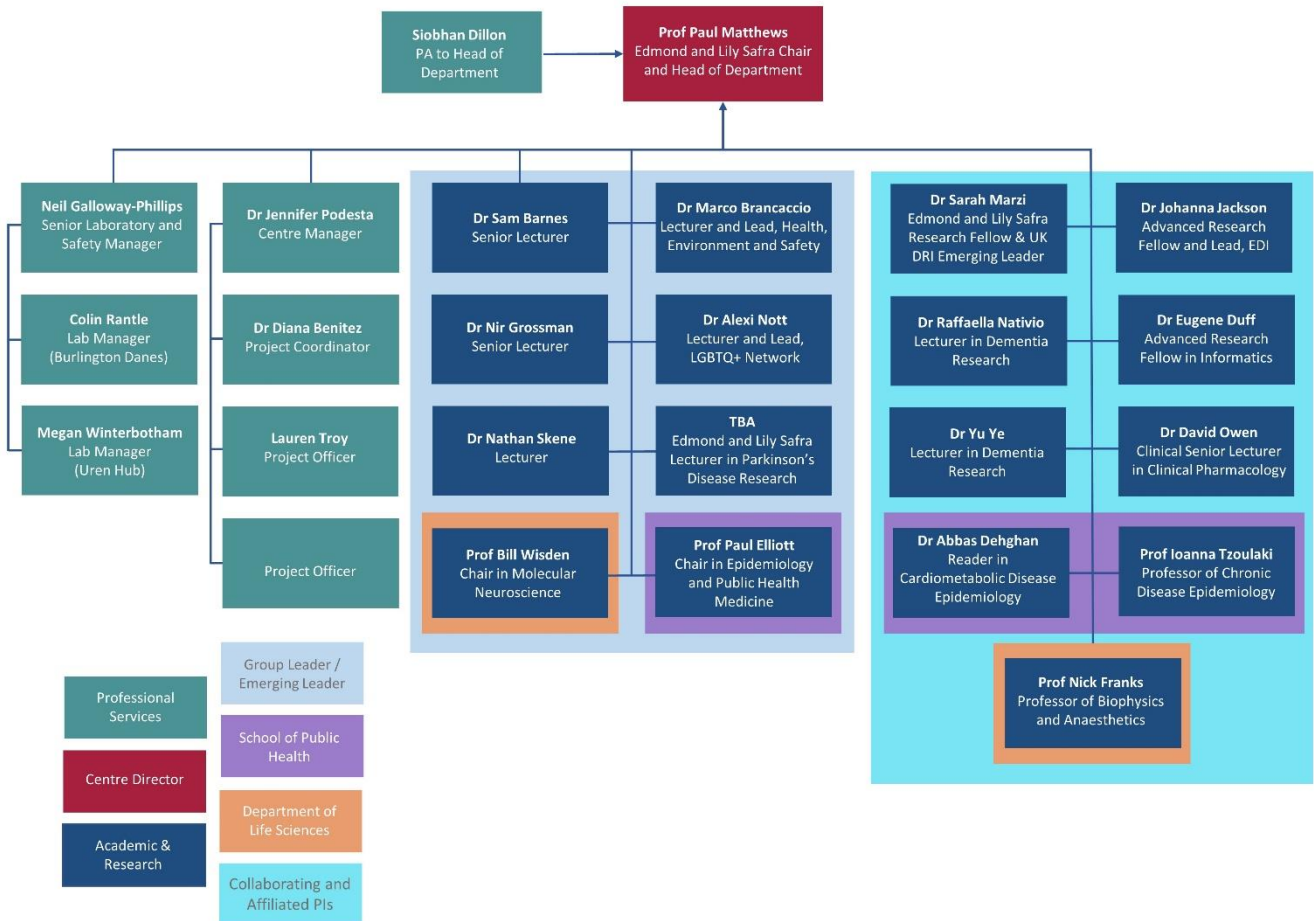 Siobhan Dillon
PA to Head of
Department
Prof Paul Matthews
Edmond and Lily Safra Chair
and Head of Department
Neil Galloway-Phillips
Senior Laboratory and
Safety Manager
Colin Rantle
Lab Manager
(Burlington Danes)
Megan Winterbotham
Lab Manager
(Uren Hub)
Dr Jennifer Podesta
Centre Manager
Dr Diana Benitez
Project Coordinator
Lauren Troy
Project Officer
Project Officer
Dr Sam Barnes
Senior Lecturer
Dr Marco Brancaccio
Lecturer and Lead, Health,
Environment and Safety
Dr Nir Grossman
Senior Lecturer
Dr Alexi Nott
Lecturer and Lead,
LGBTQ+ Network
Dr Nathan Skene
Lecturer
TBA
Edmond and Lily Safra
Lecturer in Parkinson's
Disease Research
Prof Bill Wisden
Chair in Molecular
Neuroscience
Prof Paul Elliott
Chair in Epidemiology
and Public Health
Medicine
Dr Sarah Marzi
Edmond and Lily Safra
Research Fellow & UK
DRI Emerging Leader
Dr Johanna Jackson
Advanced Research
Fellow and Lead, EDI
Dr Raffaella Nativio
Lecturer in Dementia
Research
Dr Eugene Duff
Advanced Research
Fellow in Informatics
Dr Yu Ye
Lecturer in Dementia
Research
Dr David Owen
Clinical Senior Lecturer
in Clinical Pharmacology
Dr Abbas Dehghan
Reader in
Cardiometabolic Disease
Epidemiology
Prof Ioanna Tzoulaki
Professor of Chronic
Disease Epidemiology
Prof Nick Franks
Professor of Biophysics
and Anaesthetics
Professional
Services
Centre Director
Academic &
Research
Group Leader /
Emerging Leader
School of Public
Health
Department of
Life Sciences
Collaborating and
Affiliated PIs